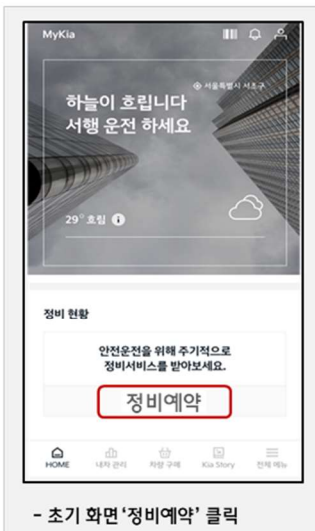 MyKia
서울특별시 서초구
하늘이 흐립니다
서행 운전 하세요
29° 흐림 i
정비 현황
안전운전을 위해 주기적으로
정비서비스를 받아보세요.
정비예약
HOME 내차 관리 차량 구매 Kia Story 전체 메뉴
- 초기 화면 ‘정비예약’ 클릭